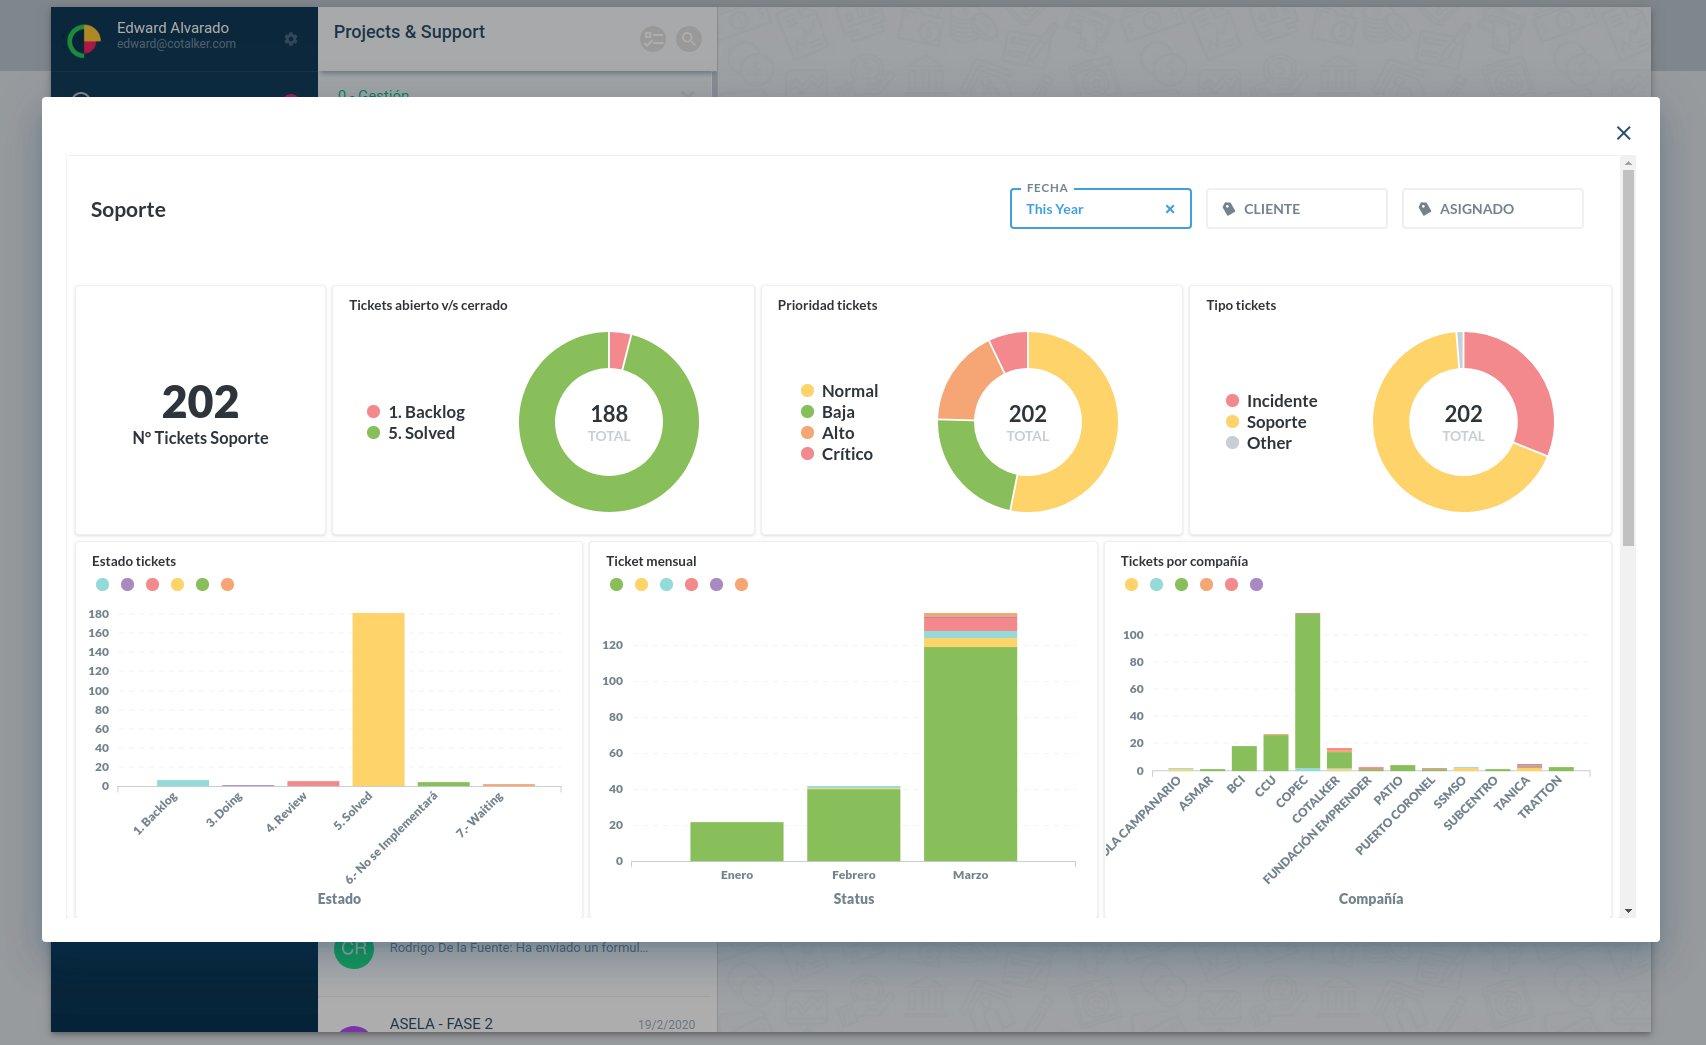 Edward Alvarado
edward@cotalker.com
Projects & Support
0 - Gestión
Soporte
FECHA
This Year
CLIENTE
ASIGNADO
202
N° Tickets Soporte
Tickets abierto v/s cerrado
1. Backlog
5. Solved
188
TOTAL
Prioridad tickets
Normal
Baja
Alto
Crítico
202
TOTAL
Tipo tickets
Incidente
Soporte
Other
202
TOTAL
Estado tickets
180
160
140
120
100
80
60
40
20
0
1. Backlog
3. Doing
4. Review
5. Solved
6.- No se Implementará
7.- Waiting
Estado
Ticket mensual
120
100
80
60
40
20
0
Enero
Febrero
Marzo
Status
Tickets por compañía
100
80
60
40
20
0
OLA CAMPANARIO
ASMAR
BCI
CCU
COPEC
COTALKER
FUNDACIÓN EMPRENDER
PATIO
PUERTO CORONEL
SSMSO
SUBCENTRO
TANICA
TRATTON
Compañía
CR
Rodrigo De la Fuente: Ha enviado un formul...
ASELA - FASE 2
19/2/2020